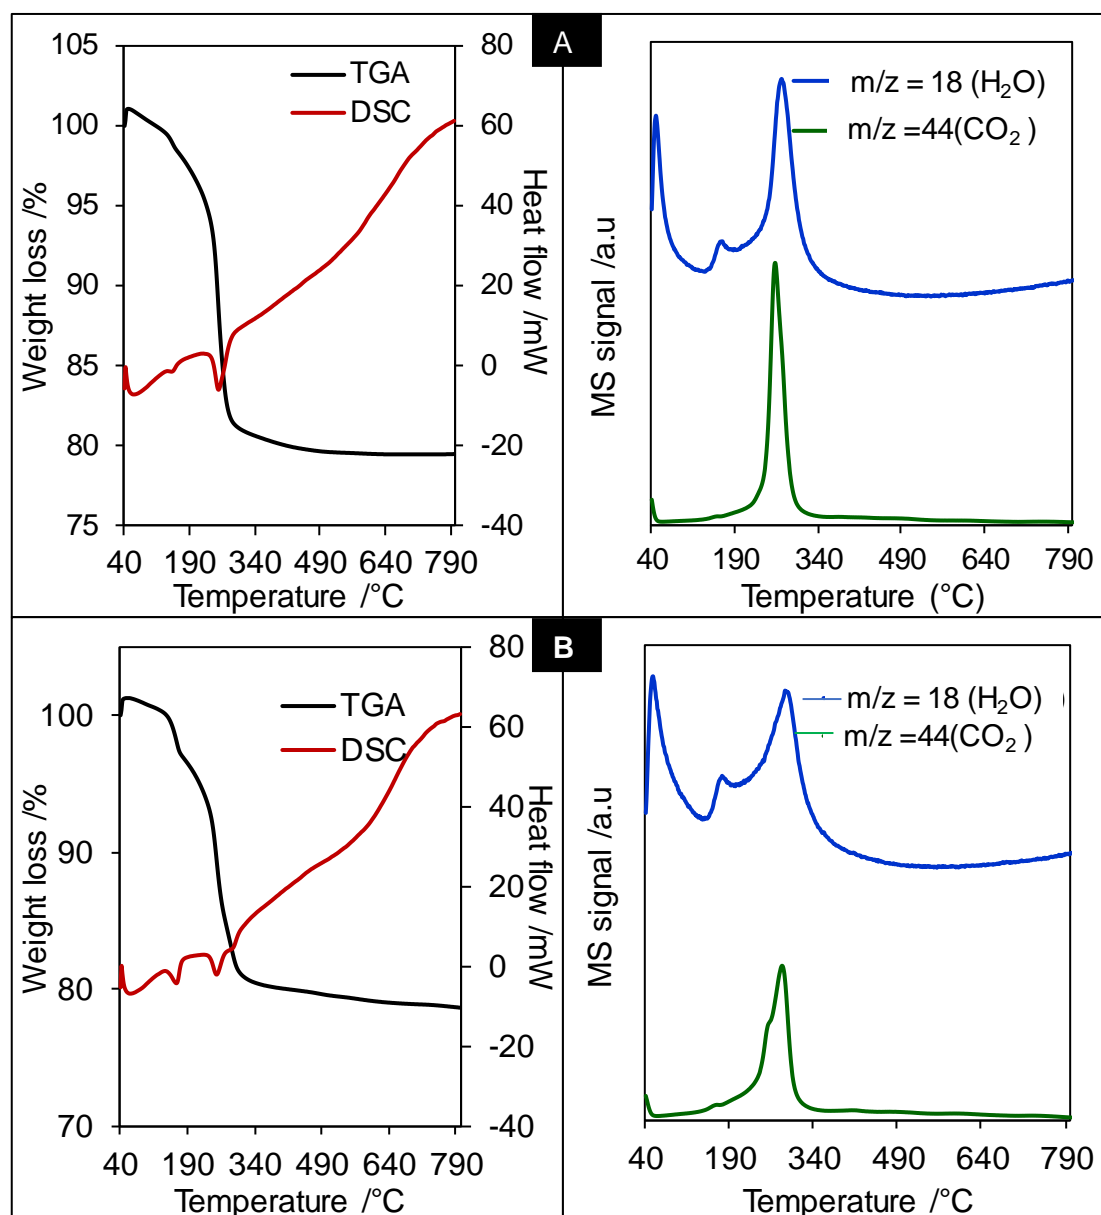 A
105
100
95
90
85
80
75
80
60
40
20
0
-20
-40
TGA
DSC
Weight loss /%
Heat flow /mW
40 190 340 490 640 790
Temperature /°C
m/z = 18 (H₂O)
m/z =44(CO₂ )
MS signal /a.u
40 190 340 490 640 790
Temperature (°C)
B
100
90
80
70
80
60
40
20
0
-20
-40
TGA
DSC
Weight loss /%
Heat flow /mW
40 190 340 490 640 790
Temperature /°C
m/z = 18 (H₂O)
m/z =44(CO₂ )
MS signal /a.u
40 190 340 490 640 790
Temperature /°C